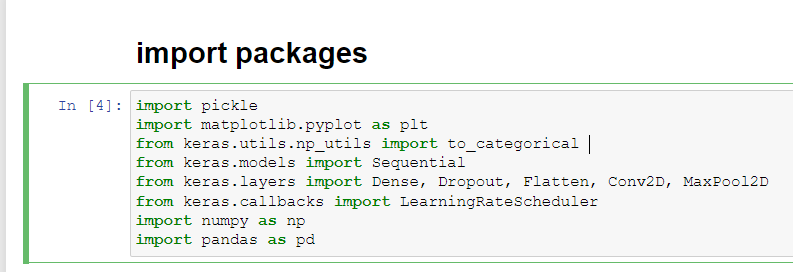 import packages
In [4]: import pickle
import matplotlib.pyplot as plt
from keras.utils.np_utils import to_categorical
from keras.models import Sequential
from keras.layers import Dense, Dropout, Flatten, Conv2D, MaxPool2D
from keras.callbacks import LearningRateScheduler
import numpy as np
import pandas as pd